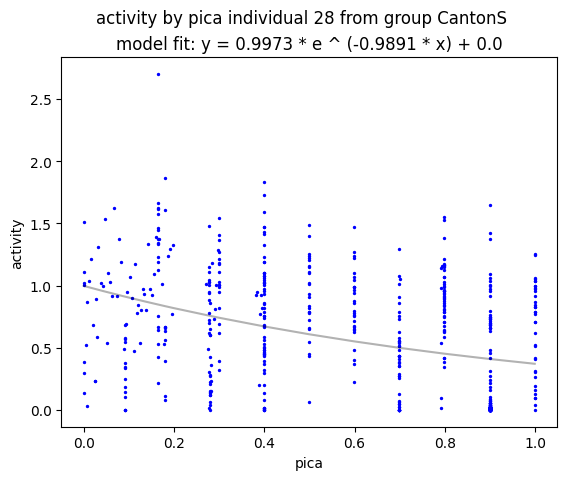 activity by pica individual 28 from group CantonS
model fit: y = 0.9973 * e ^ (-0.9891 * x) + 0.0
2.5
2.0
1.5
1.0
0.5
0.0
activity
0.0 0.2 0.4 0.6 0.8 1.0
pica